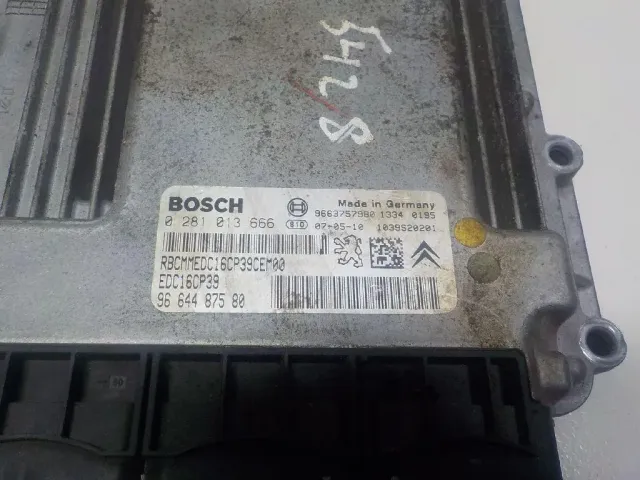 5428
BOSCH
Made in Germany
0 281 013 666
9663757980 1334 0195
610 07-05-10 1039S20201
RBCMMEDC16CP39CEM00
EDC16CP39
96 644 875 80